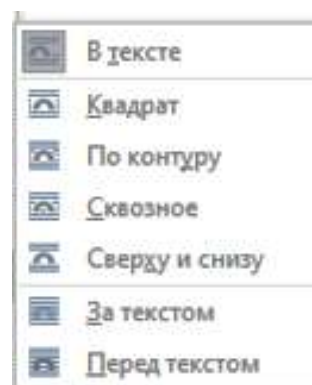 В тексте
Квадрат
По контуру
Сквозное
Сверху и снизу
За текстом
Перед текстом